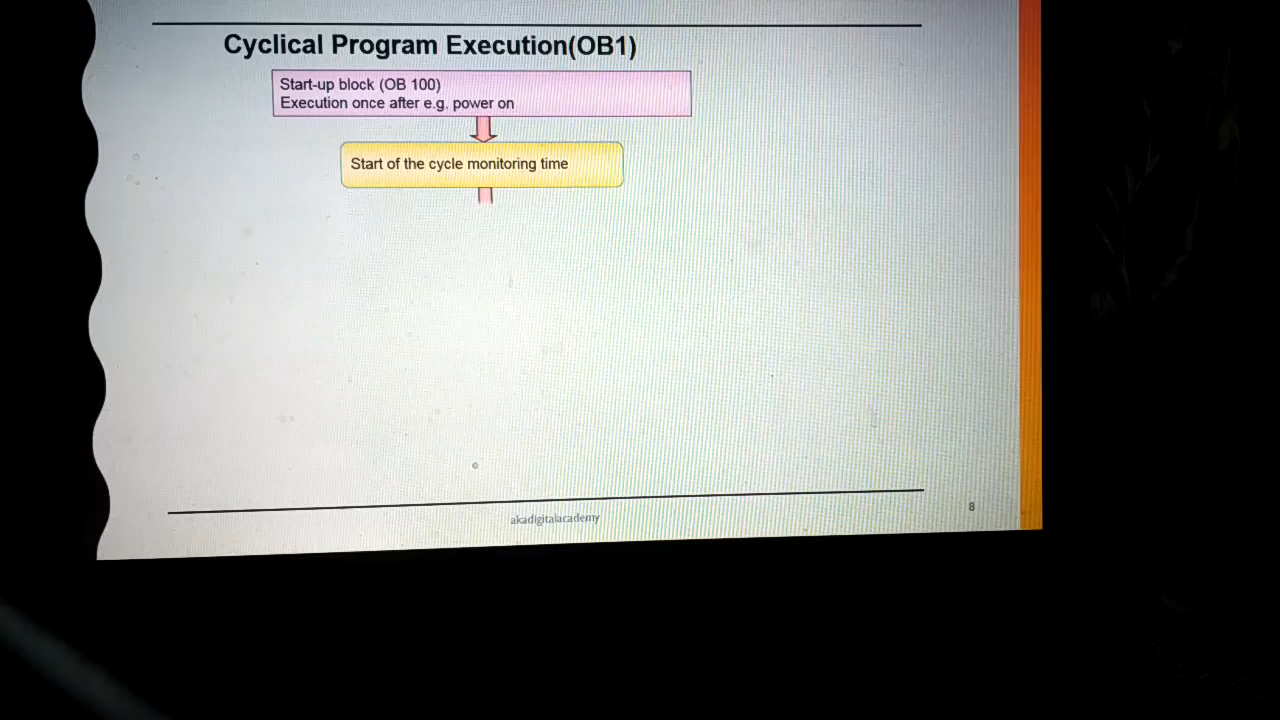 Cyclical Program Execution(OB1)
Start-up block (OB 100)
Execution once after e.g. power on
Start of the cycle monitoring time
akadigitalacademy
8